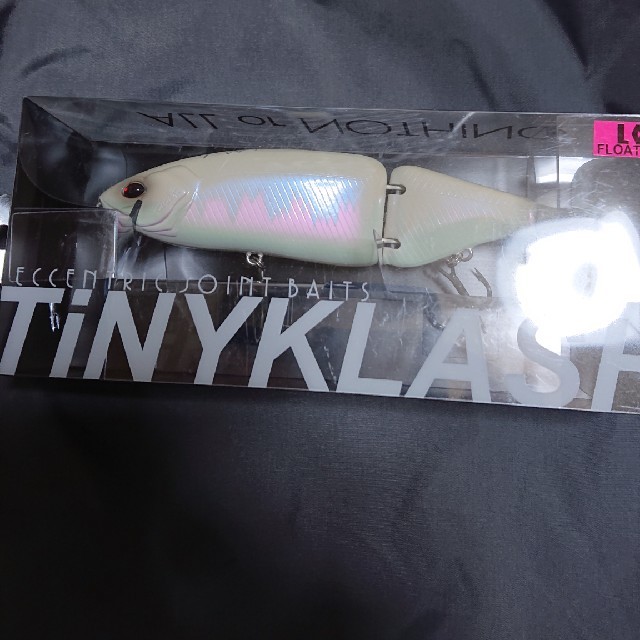 ALL OR NOTHING
LO
FLOAT
ECCENTRIC JOINT BAITS
TiNYKLASH